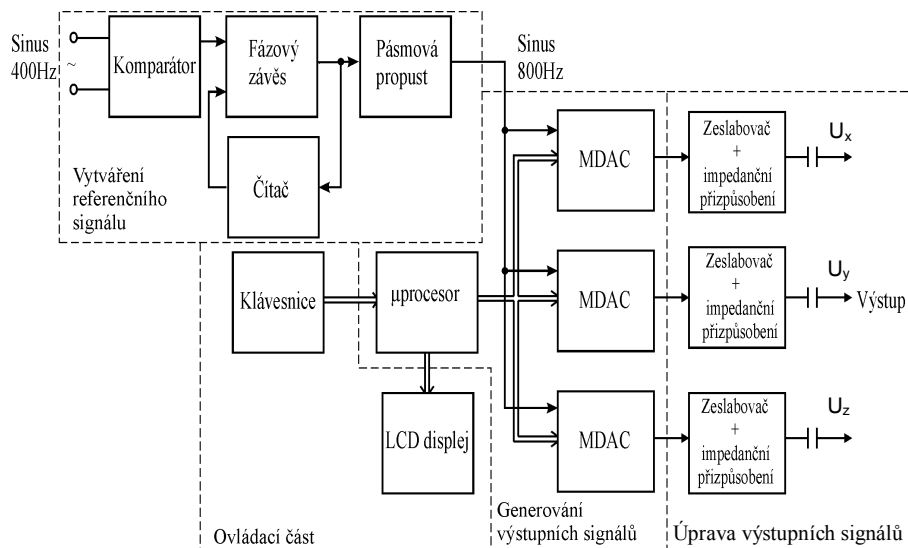 Sinus
400Hz
~
Komparátor
Fázový
závěs
Pásmová
propust
Sinus
800Hz
Čítač
Vytváření
referenčního
signálu
MDAC
Zeslabovač
+
impedanční
přizpůsobení
Ux
Klávesnice
μprocesor
MDAC
Zeslabovač
+
impedanční
přizpůsobení
Uy
Výstup
LCD displej
MDAC
Zeslabovač
+
impedanční
přizpůsobení
Uz
Ovládací část
Generování
výstupních signálů
Úprava výstupních signálů